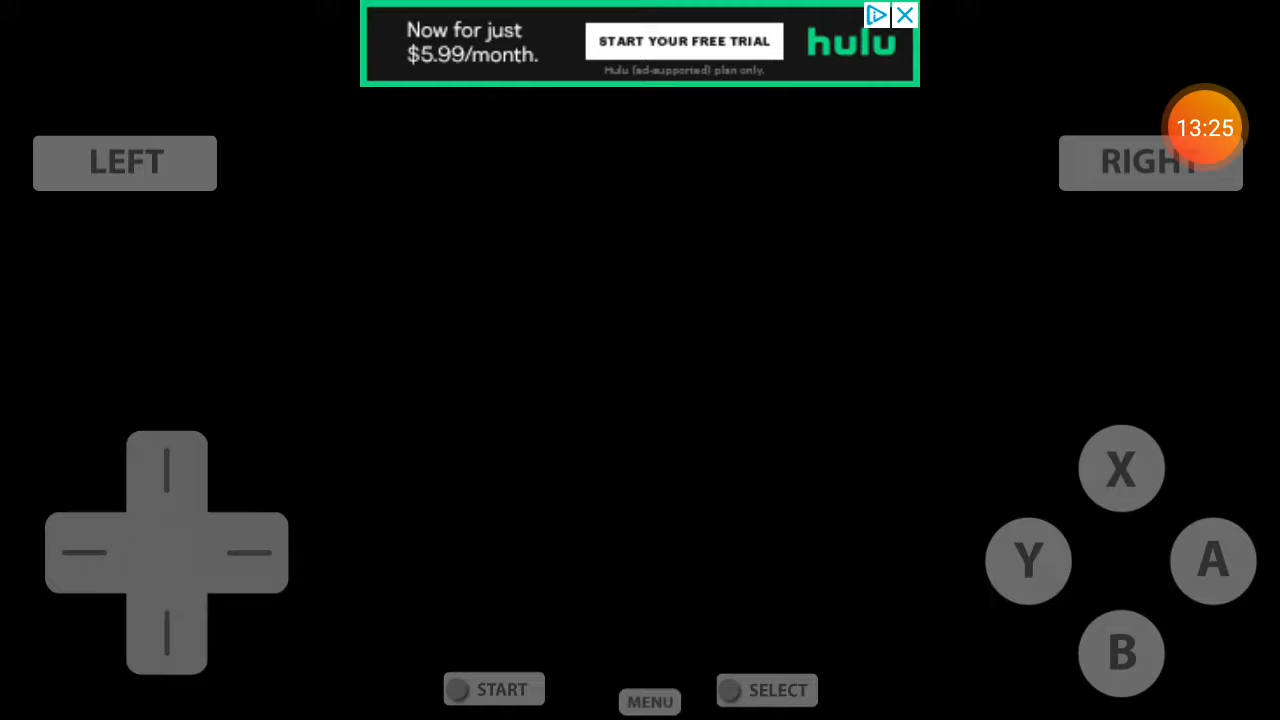 Now for just
$5.99/month.
START YOUR FREE TRIAL
Hulu (ad-supported) plan only.
hulu
13:25
LEFT
RIGHT
X
Y
A
B
START
MENU
SELECT